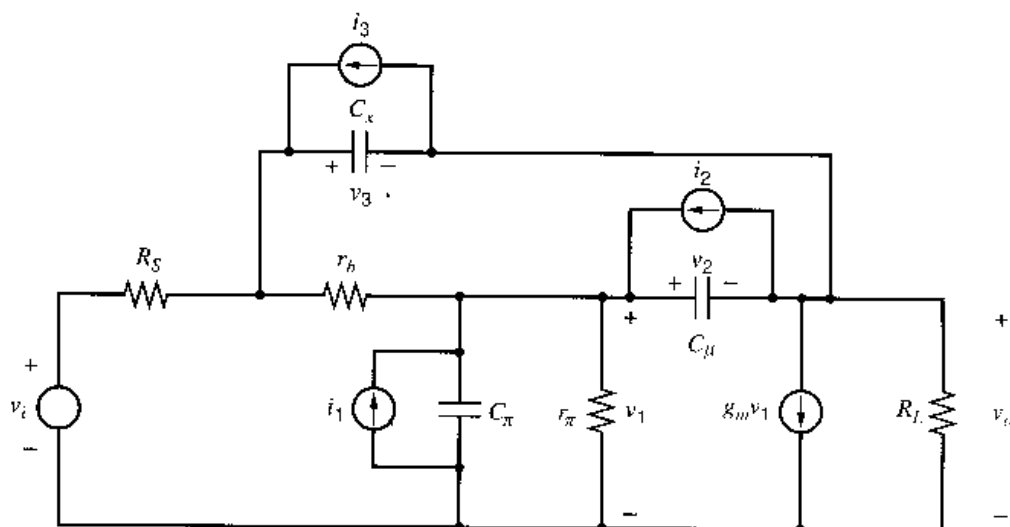 i3
Cx
+ −
v3
i2
RS
rb
v2
+ −
+
Cμ
+
+
vi
−
i1
Cπ
rπ
v1
gmv1
RL
−
−